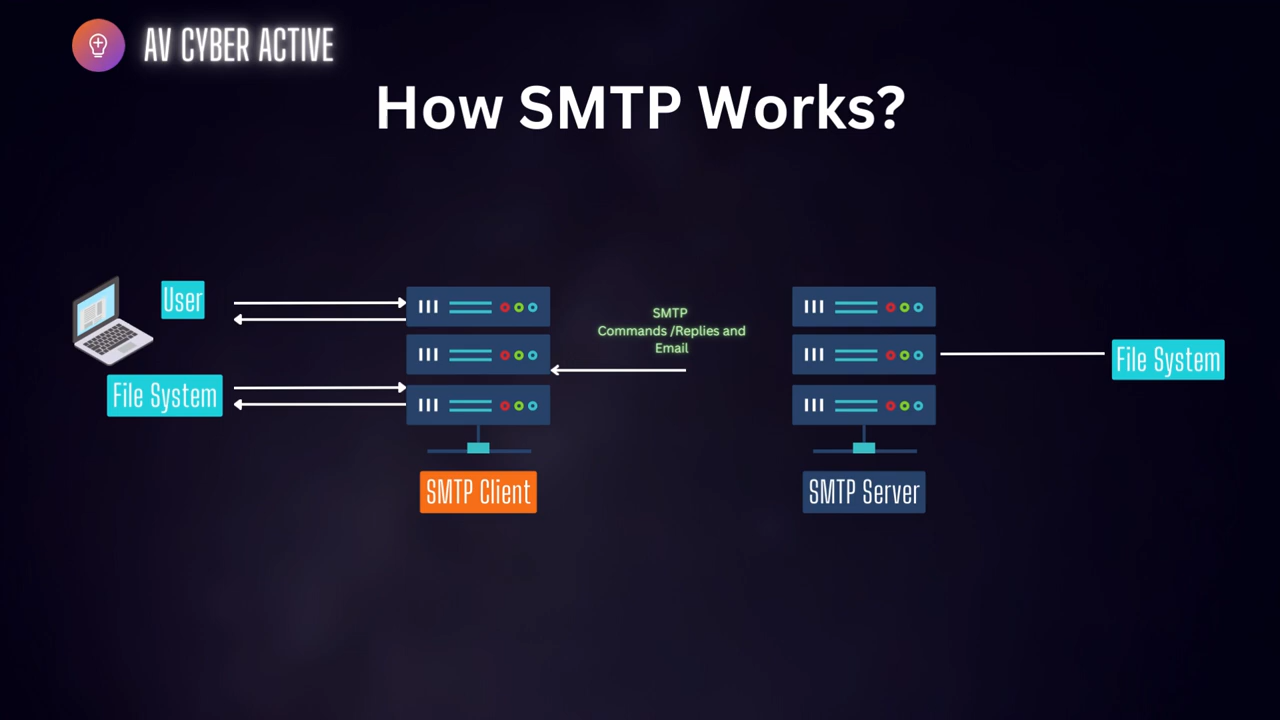 AV CYBER ACTIVE
How SMTP Works?
User
File System
SMTP
Commands /Replies and
Email
File System
SMTP Client
SMTP Server